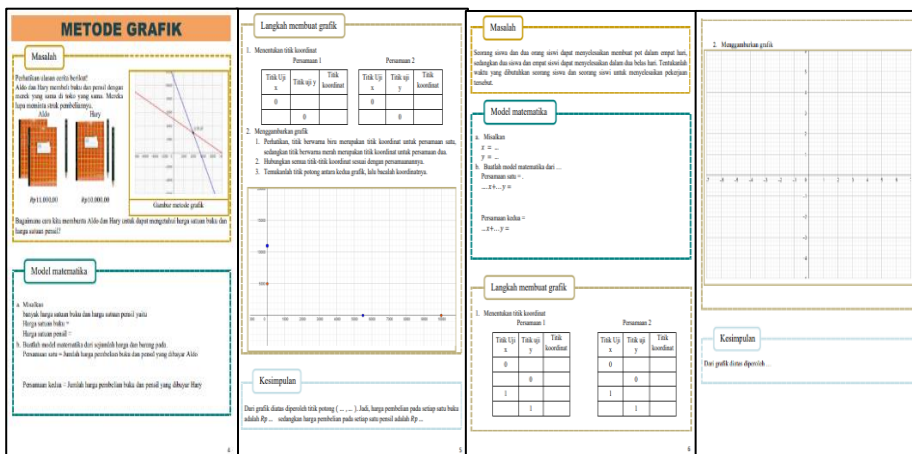 METODE GRAFIK
Masalah
Perhatikan ulasan cerita berikut!
Aldo dan Hary membeli buku dan pensil dengan
merek yang sama di toko yang sama. Mereka
lupa meminta struk pembeliannya.
Aldo Hary
Rp11.000,00 Rp10.000,00
Gambar metode grafik
Bagaimana cara kita membantu Aldo dan Hary untuk dapat mengetahui harga satuan buku dan
harga satuan pensil?
Model matematika
a. Misalkan
banyak harga satuan buku dan harga satuan pensil yaitu
Harga satuan buku =
Harga satuan pensil =
b. Buatlah model matematika dari sejumlah harga dan barang pada.
Persamaan satu = Jumlah harga pembelian buku dan pensil yang dibayar Aldo
Persamaan kedua = Jumlah harga pembelian buku dan pensil yang dibayar Hary
4
Langkah membuat grafik
1. Menentukan titik koordinat
Persamaan 1 Persamaan 2
Titik Uji x Titik uji y Titik koordinat
0
0
Titik Uji x Titik uji y Titik koordinat
0
0
2. Menggambarkan grafik
1. Perhatikan, titik berwarna biru merupakan titik koordinat untuk persamaan satu,
sedangkan titik berwarna merah merupakan titik koordinat untuk persamaan dua.
2. Hubungkan semua titik-titik koordinat sesuai dengan persamaannya.
3. Temukanlah titik potong antara kedua grafik, lalu bacalah koordinatnya.
Kesimpulan
Dari grafik diatas diperoleh titik potong ( ... , ... ). Jadi, harga pembelian pada setiap satu buku
adalah Rp ... sedangkan harga pembelian pada setiap satu pensil adalah Rp ...
5
Masalah
Seorang siswa dan dua orang siswi dapat menyelesaikan membuat pot dalam empat hari,
sedangkan dua siswa dan empat siswi dapat menyelesaikan dalam dua belas hari. Tentukanlah
waktu yang dibutuhkan seorang siswa dan seorang siswi untuk menyelesaikan pekerjaan
tersebut.
Model matematika
a. Misalkan
x = ...
y = ...
b. Buatlah model matematika dari ...
Persamaan satu = .
...x+...y =
Persamaan kedua =
...x+...y =
Langkah membuat grafik
1. Menentukan titik koordinat
Persamaan 1 Persamaan 2
Titik Uji x Titik uji y Titik koordinat
0
0
1
1
Titik Uji x Titik uji y Titik koordinat
0
0
1
1
6
2. Menggambarkan grafik
Kesimpulan
Dari grafik diatas diperoleh ...